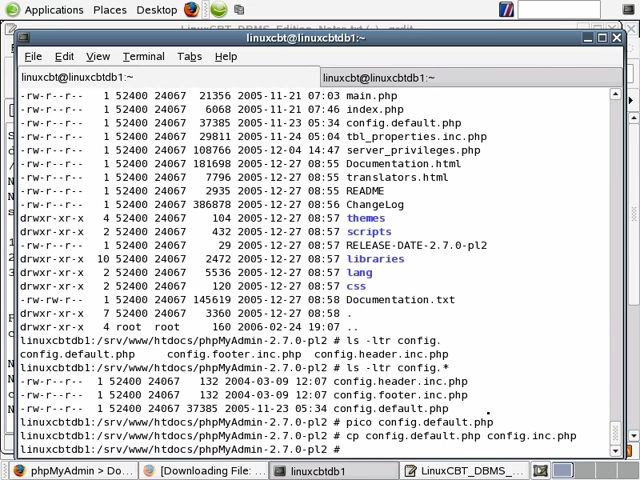 Applications Places Desktop
linuxcbt@linuxcbtdb1:~
File Edit View Terminal Tabs Help
linuxcbt@linuxcbtdb1:~ linuxcbt@linuxcbtdb1:~
-rw-r--r-- 1 52400 24067 21356 2005-11-21 07:03 main.php
-rw-r--r-- 1 52400 24067 6068 2005-11-21 07:46 index.php
-rw-r--r-- 1 52400 24067 37385 2005-11-23 05:34 config.default.php
-rw-r--r-- 1 52400 24067 29811 2005-11-24 05:04 tbl_properties.inc.php
-rw-r--r-- 1 52400 24067 108766 2005-12-04 14:47 server_privileges.php
-rw-r--r-- 1 52400 24067 181698 2005-12-27 08:55 Documentation.html
-rw-r--r-- 1 52400 24067 7796 2005-12-27 08:55 translators.html
-rw-r--r-- 1 52400 24067 2935 2005-12-27 08:55 README
-rw-r--r-- 1 52400 24067 386878 2005-12-27 08:56 ChangeLog
drwxr-xr-x 4 52400 24067 104 2005-12-27 08:57 themes
drwxr-xr-x 2 52400 24067 432 2005-12-27 08:57 scripts
-rw-r--r-- 1 52400 24067 29 2005-12-27 08:57 RELEASE-DATE-2.7.0-pl2
drwxr-xr-x 10 52400 24067 2472 2005-12-27 08:57 libraries
drwxr-xr-x 2 52400 24067 5536 2005-12-27 08:57 lang
drwxr-xr-x 2 52400 24067 120 2005-12-27 08:57 css
-rw-rw-r-- 1 52400 24067 145619 2005-12-27 08:58 Documentation.txt
drwxr-xr-x 7 52400 24067 3360 2005-12-27 08:58 .
drwxr-xr-x 4 root root 160 2006-02-24 19:07 ..
linuxcbtdb1:/srv/www/htdocs/phpMyAdmin-2.7.0-pl2 # ls -ltr config.
config.default.php config.footer.inc.php config.header.inc.php
linuxcbtdb1:/srv/www/htdocs/phpMyAdmin-2.7.0-pl2 # ls -ltr config.*
-rw-r--r-- 1 52400 24067 132 2004-03-09 12:07 config.header.inc.php
-rw-r--r-- 1 52400 24067 132 2004-03-09 12:07 config.footer.inc.php
-rw-r--r-- 1 52400 24067 37385 2005-11-23 05:34 config.default.php
linuxcbtdb1:/srv/www/htdocs/phpMyAdmin-2.7.0-pl2 # pico config.default.php
linuxcbtdb1:/srv/www/htdocs/phpMyAdmin-2.7.0-pl2 # cp config.default.php config.inc.php
linuxcbtdb1:/srv/www/htdocs/phpMyAdmin-2.7.0-pl2 #
phpMyAdmin > Do... [Downloading File: ... linuxcbtdb1 LinuxCBT_DBMS_...